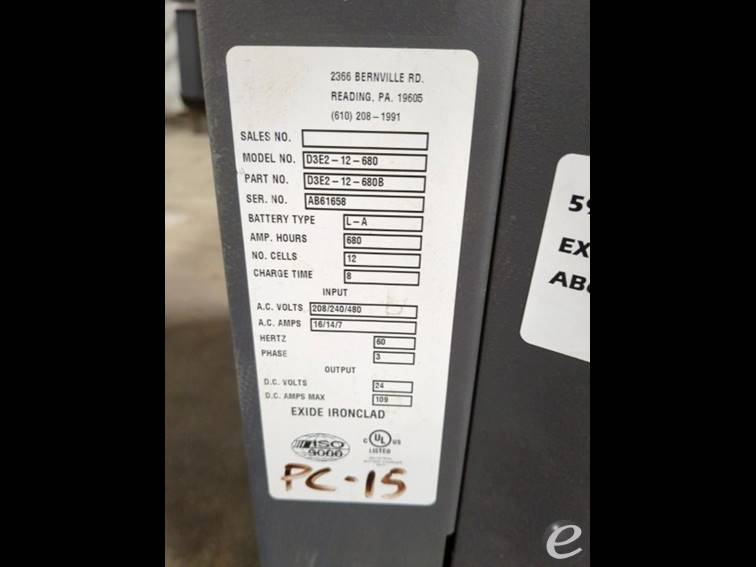 2366 BERNVILLE RD.
READING, PA. 19605
(610) 208-1991
SALES NO.
MODEL NO. D3E2-12-680
PART NO. D3E2-12-680B
SER. NO. AB61658
BATTERY TYPE L-A
AMP. HOURS 680
NO. CELLS 12
CHARGE TIME 8
INPUT
A.C. VOLTS 208/240/480
A.C. AMPS 16/14/7
HERTZ 60
PHASE 3
OUTPUT
D.C. VOLTS 24
D.C. AMPS MAX 109
EXIDE IRONCLAD
ISO 9000
C UL US
LISTED
PC-15
59
EX
AB
e